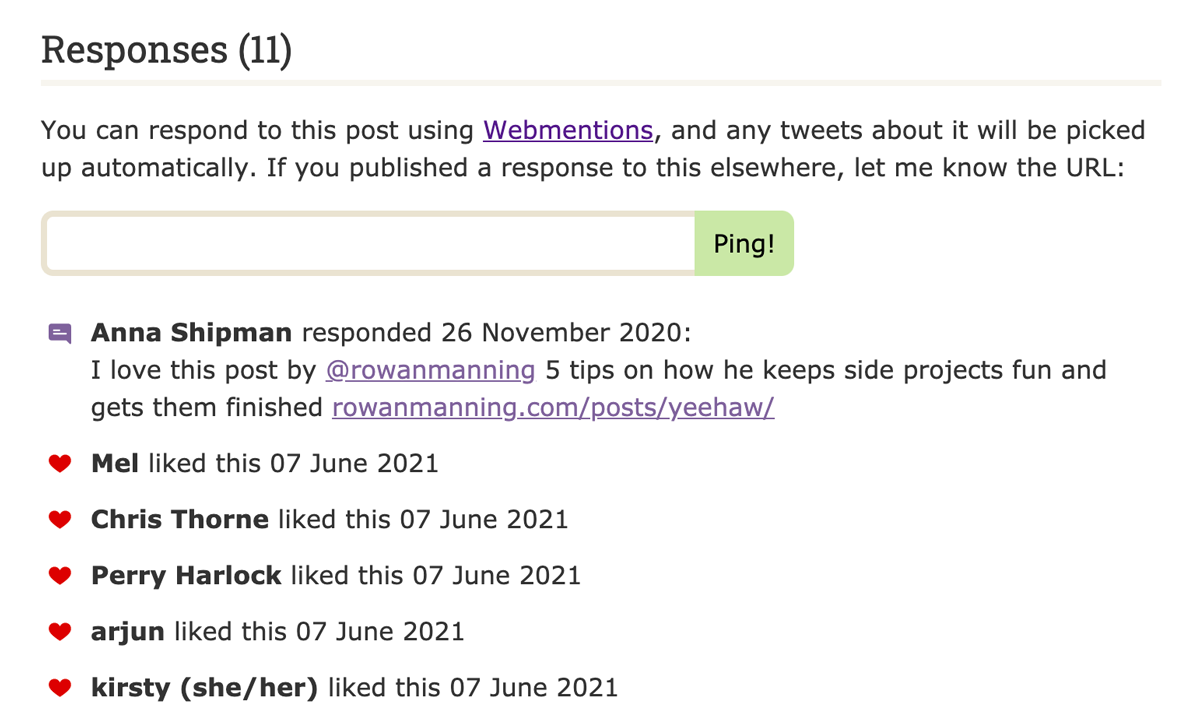 Responses (11)
You can respond to this post using Webmentions, and any tweets about it will be picked
up automatically. If you published a response to this elsewhere, let me know the URL:
Ping!
Anna Shipman responded 26 November 2020:
I love this post by @rowanmanning 5 tips on how he keeps side projects fun and
gets them finished rowanmanning.com/posts/yeehaw/
Mel liked this 07 June 2021
Chris Thorne liked this 07 June 2021
Perry Harlock liked this 07 June 2021
arjun liked this 07 June 2021
kirsty (she/her) liked this 07 June 2021